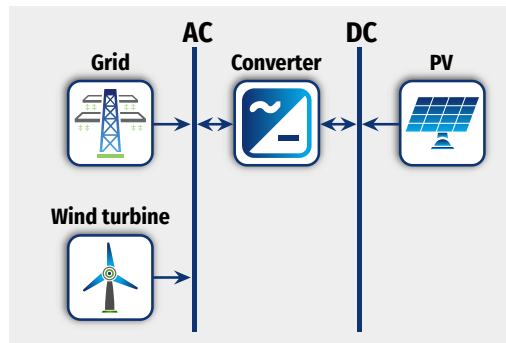 AC
DC
Grid
Converter
PV
Wind turbine